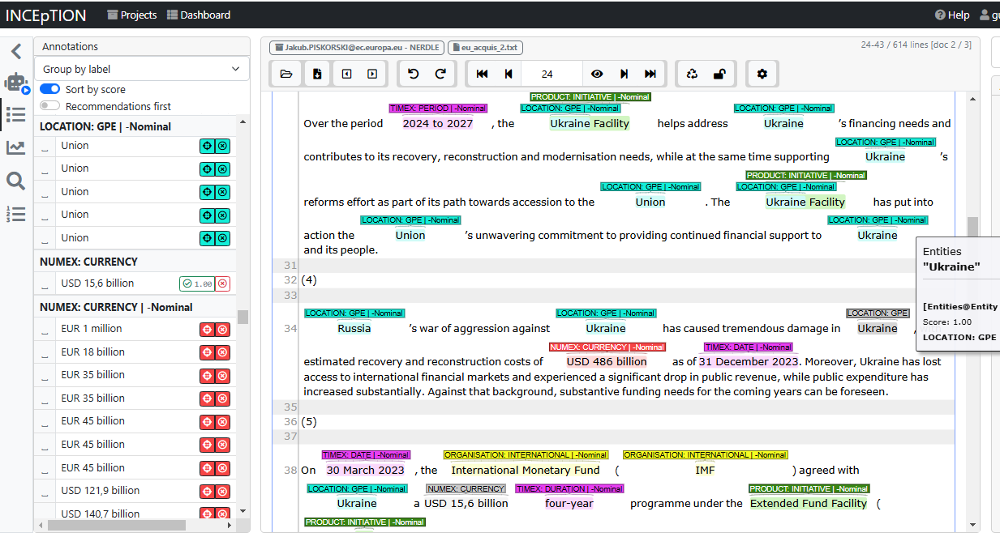 INCEpTION Projects Dashboard Help
Annotations
Group by label
Sort by score
Recommendations first
LOCATION: GPE | -Nominal
Union
Union
Union
Union
Union
NUMEX: CURRENCY
USD 15,6 billion 1.00
NUMEX: CURRENCY | -Nominal
EUR 1 million
EUR 18 billion
EUR 35 billion
EUR 35 billion
EUR 45 billion
EUR 45 billion
EUR 45 billion
USD 121,9 billion
USD 140,7 billion
Jakub.PISKORSKI@ec.europa.eu - NERDLE eu_acquis_2.txt 24-43 / 614 lines [doc 2 / 3]
24
PRODUCT: INITIATIVE | -Nominal
TIMEX: PERIOD | -Nominal LOCATION: GPE | -Nominal LOCATION: GPE | -Nominal
Over the period 2024 to 2027 , the Ukraine Facility helps address Ukraine ’s financing needs and
LOCATION: GPE | -Nominal
contributes to its recovery, reconstruction and modernisation needs, while at the same time supporting Ukraine ’s
PRODUCT: INITIATIVE | -Nominal
LOCATION: GPE | -Nominal LOCATION: GPE | -Nominal
reforms effort as part of its path towards accession to the Union . The Ukraine Facility has put into
LOCATION: GPE | -Nominal LOCATION: GPE | -Nominal
action the Union ’s unwavering commitment to providing continued financial support to Ukraine
and its people.
31
32 (4)
33
LOCATION: GPE | -Nominal LOCATION: GPE | -Nominal LOCATION: GPE
34 Russia ’s war of aggression against Ukraine has caused tremendous damage in Ukraine ,
NUMEX: CURRENCY | -Nominal TIMEX: DATE | -Nominal
estimated recovery and reconstruction costs of USD 486 billion as of 31 December 2023. Moreover, Ukraine has lost
access to international financial markets and experienced a significant drop in public revenue, while public expenditure has
increased substantially. Against that background, substantive funding needs for the coming years can be foreseen.
35
36 (5)
37
TIMEX: DATE | -Nominal ORGANISATION: INTERNATIONAL | -Nominal ORGANISATION: INTERNATIONAL | -Nominal
38 On 30 March 2023 , the International Monetary Fund ( IMF ) agreed with
LOCATION: GPE | -Nominal NUMEX: CURRENCY TIMEX: DURATION | -Nominal PRODUCT: INITIATIVE | -Nominal
Ukraine a USD 15,6 billion four-year programme under the Extended Fund Facility (
PRODUCT: INITIATIVE | -Nominal
Entities
"Ukraine"
[Entities@Entity
Score: 1.00
LOCATION: GPE